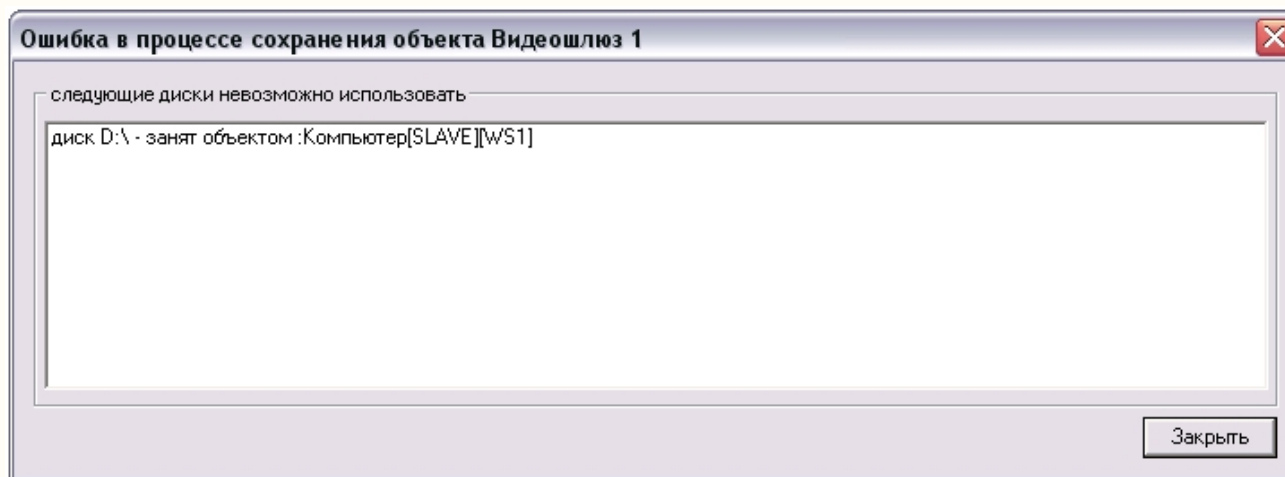 Ошибка в процессе сохранения объекта Видеошлюз 1
следующие диски невозможно использовать
диск D:\ - занят объектом :Компьютер[SLAVE][WS1]
Закрыть